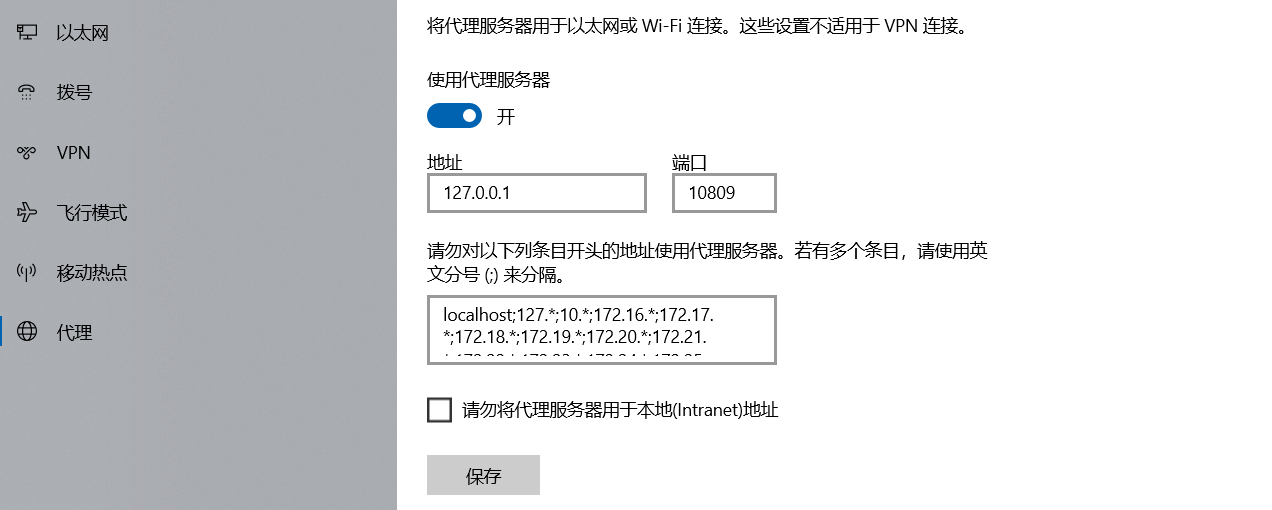 以太网
拨号
VPN
飞行模式
移动热点
代理
将代理服务器用于以太网或 Wi-Fi 连接。这些设置不适用于 VPN 连接。
使用代理服务器
开
地址
端口
127.0.0.1
10809
请勿对以下列条目开头的地址使用代理服务器。若有多个条目，请使用英
文分号 (;) 来分隔。
localhost;127.*;10.*;172.16.*;172.17.
*;172.18.*;172.19.*;172.20.*;172.21.
请勿将代理服务器用于本地(Intranet)地址
保存